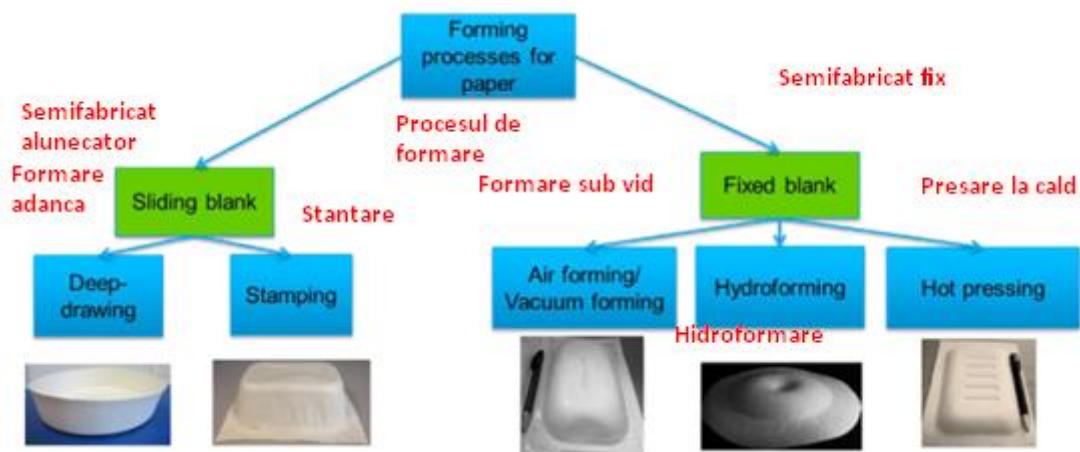 Forming
processes for
paper
Semifabricat fix
Semifabricat
alunecator
Procesul de
formare
Formare
adanca
Sliding blank
Stantare
Formare sub vid
Fixed blank
Presare la cald
Deep-
drawing
Stamping
Air forming/
Vacuum forming
Hydroforming
Hot pressing
Hidroformare